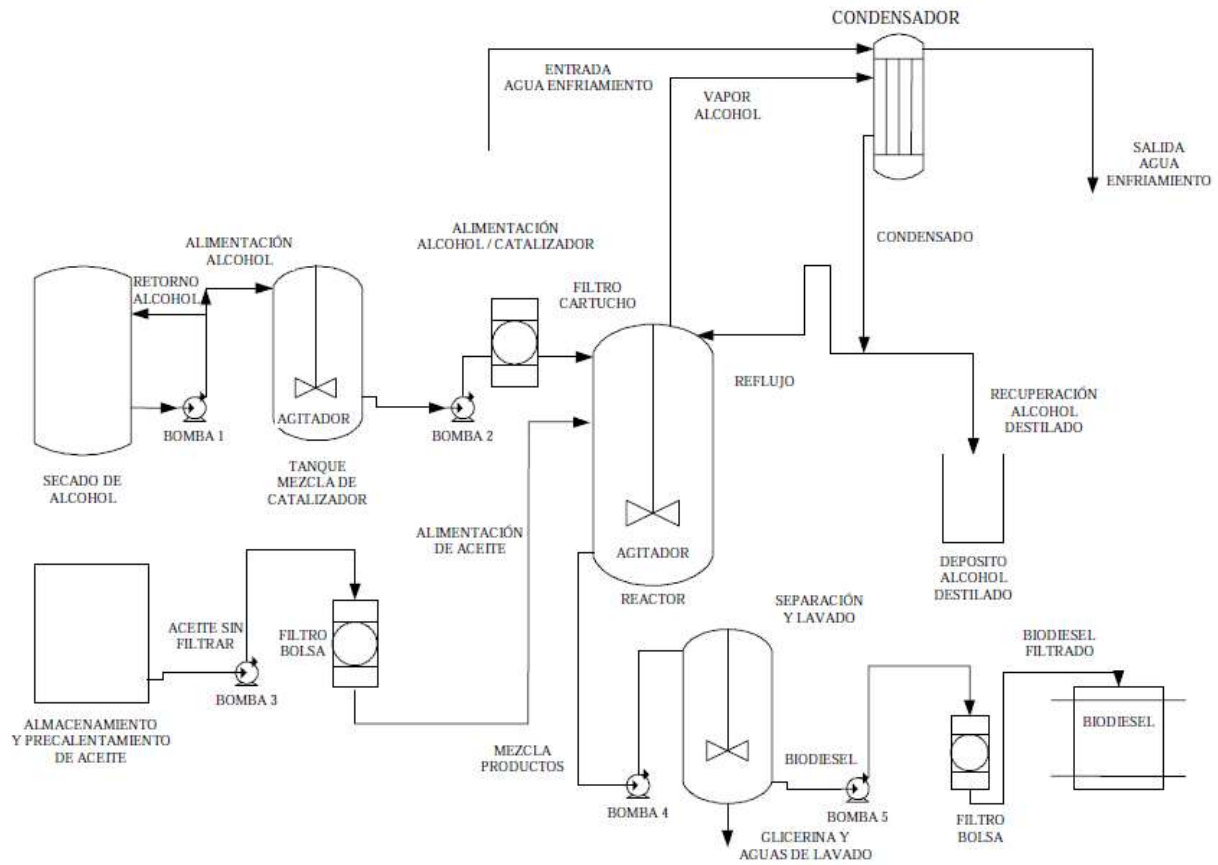 CONDENSADOR
ENTRADA
AGUA ENFRIAMIENTO
VAPOR
ALCOHOL
SALIDA
AGUA
ENFRIAMIENTO
CONDENSADO
ALIMENTACIÓN
ALCOHOL / CATALIZADOR
ALIMENTACIÓN
ALCOHOL
RETORNO
ALCOHOL
FILTRO
CARTUCHO
REFLUJO
RECUPERACIÓN
ALCOHOL
DESTILADO
AGITADOR
BOMBA 1
BOMBA 2
SECADO DE
ALCOHOL
TANQUE
MEZCLA DE
CATALIZADOR
ALIMENTACIÓN
DE ACEITE
AGITADOR
REACTOR
DEPOSITO
ALCOHOL
DESTILADO
SEPARACIÓN
Y LAVADO
ACEITE SIN
FILTRAR
FILTRO
BOLSA
BOMBA 3
BIODIESEL
FILTRADO
BIODIESEL
ALMACENAMIENTO
Y PRECALENTAMIENTO
DE ACEITE
MEZCLA
PRODUCTOS
BIODIESEL
BOMBA 4
BOMBA 5
FILTRO
BOLSA
GLICERINA Y
AGUAS DE LAVADO